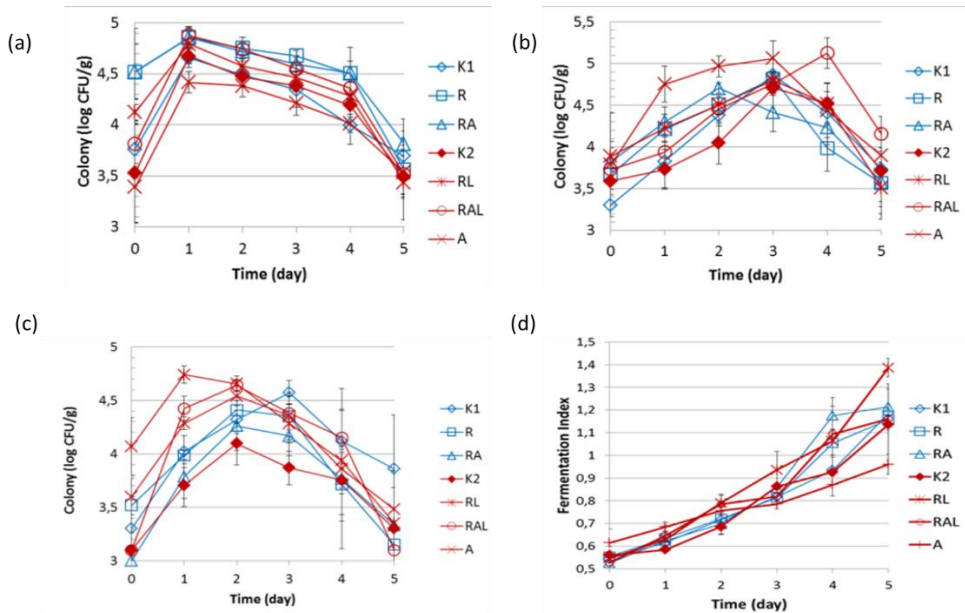 (a)
Colony (log CFU/g)
5
4,5
4
3,5
3
0 1 2 3 4 5
Time (day)
K1
R
RA
K2
RL
RAL
A
(b)
Colony (log CFU/g)
5,5
5
4,5
4
3,5
3
0 1 2 3 4 5
Time (day)
K1
R
RA
K2
RL
RAL
A
(c)
Colony (log CFU/g)
5
4,5
4
3,5
3
0 1 2 3 4 5
Time (day)
K1
R
RA
K2
RL
RAL
A
(d)
Fermentation Index
1,5
1,4
1,3
1,2
1,1
1
0,9
0,8
0,7
0,6
0,5
0 1 2 3 4 5
Time (day)
K1
R
RA
K2
RL
RAL
A